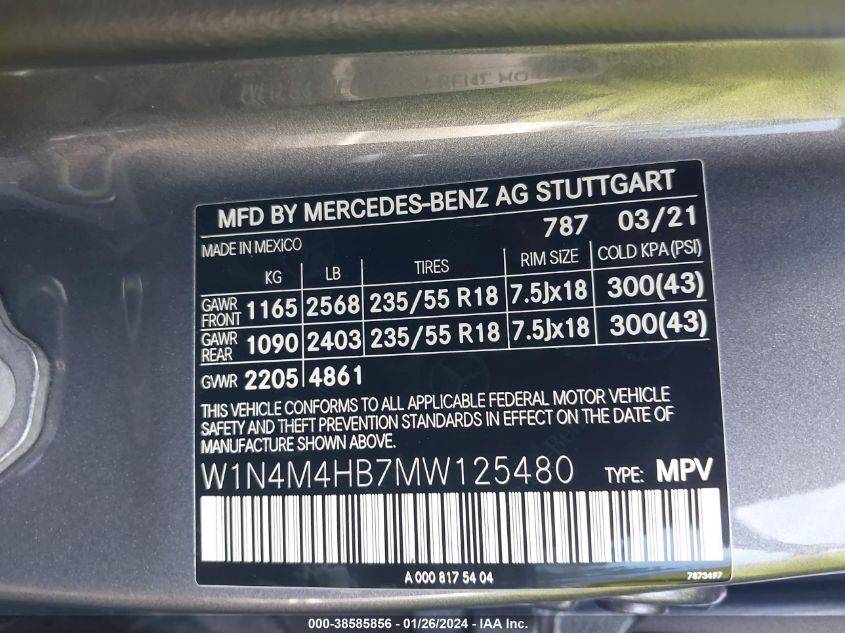 MFD BY MERCEDES-BENZ AG STUTTGART
787 03/21
MADE IN MEXICO
KG LB TIRES RIM SIZE COLD KPA(PSI)
GAWR FRONT 1165 2568 235/55 R18 7.5Jx18 300(43)
GAWR REAR 1090 2403 235/55 R18 7.5Jx18 300(43)
GVWR 2205 4861
THIS VEHICLE CONFORMS TO ALL APPLICABLE FEDERAL MOTOR VEHICLE
SAFETY AND THEFT PREVENTION STANDARDS IN EFFECT ON THE DATE OF
MANUFACTURE SHOWN ABOVE.
W1N4M4HB7MW125480 TYPE: MPV
A 000 817 54 04 7873497
000-38585856 - 01/26/2024 - IAA Inc.